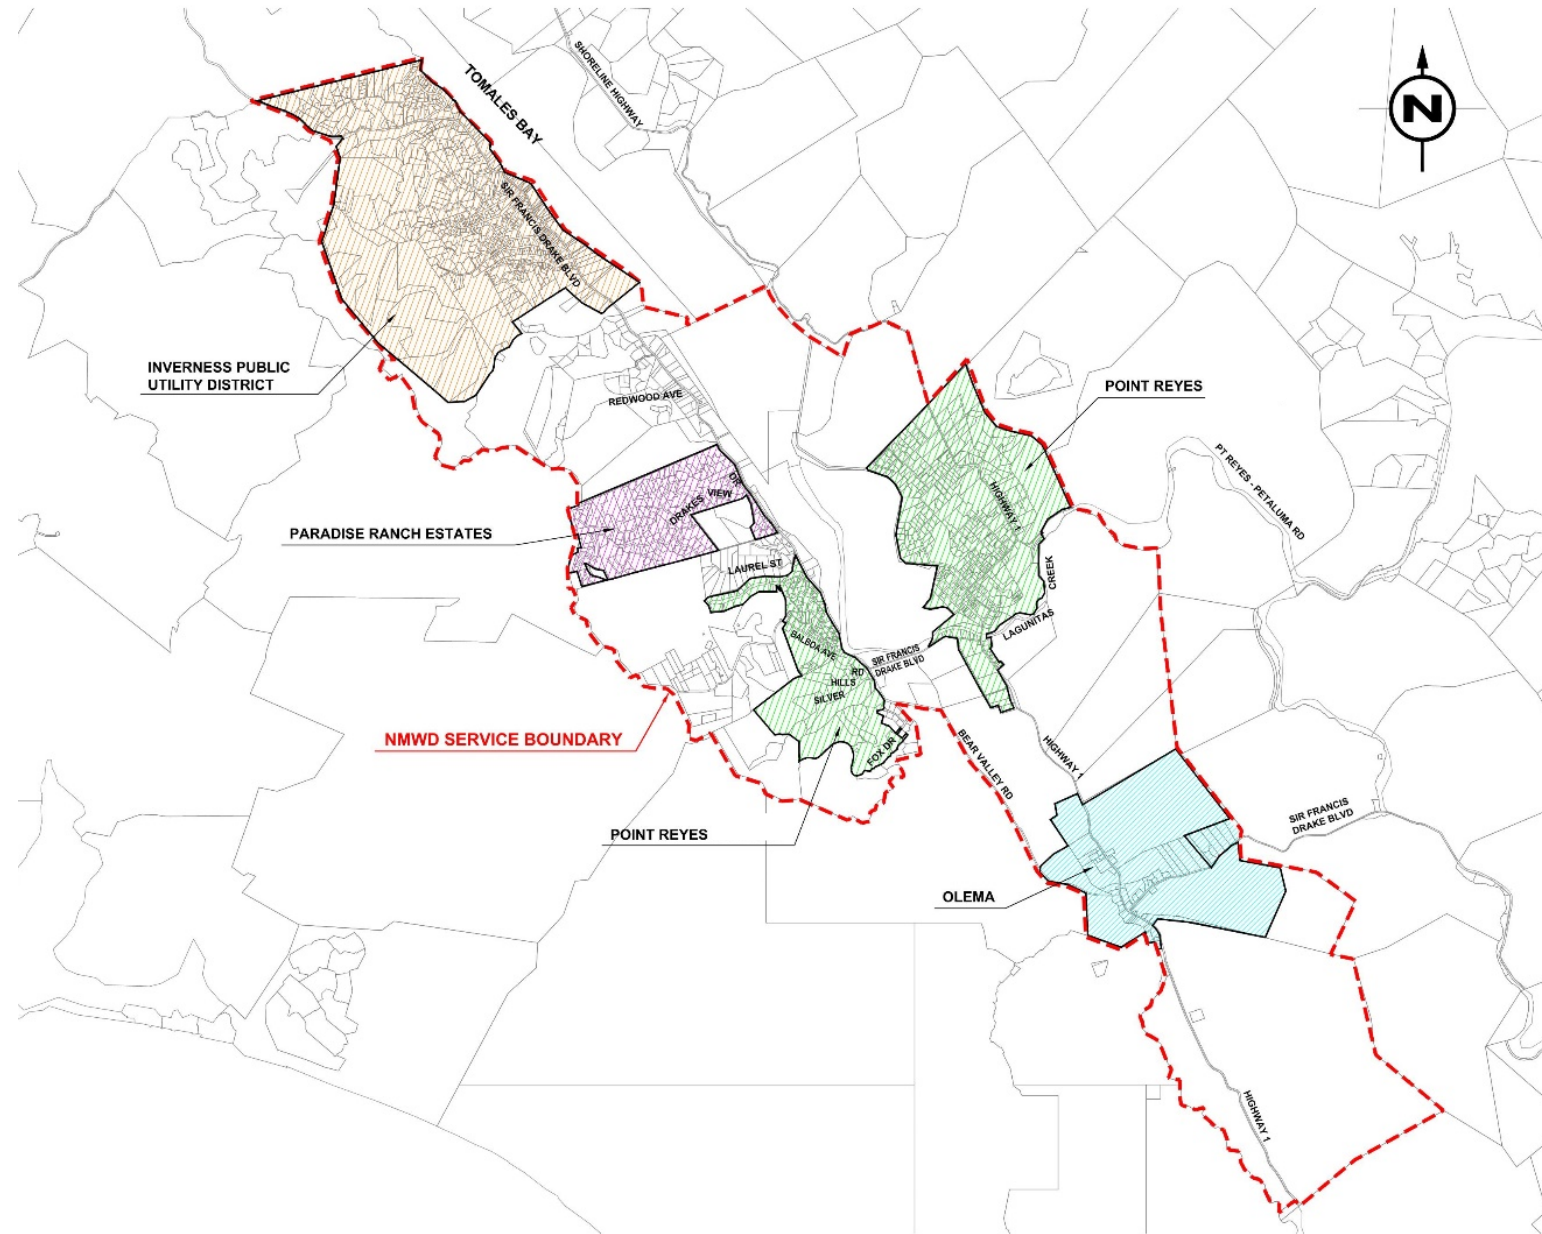 SHORELINE HIGHWAY
TOMALES BAY
N
SIR FRANCIS DRAKE BLVD
INVERNESS PUBLIC
UTILITY DISTRICT
REDWOOD AVE
POINT REYES
PT REYES - PETALUMA RD
HIGHWAY 1
DRAKES VIEW DR
PARADISE RANCH ESTATES
LAUREL ST
CREEK
LAGUNITAS
BALBOA AVE
SIR FRANCIS
DRAKE BLVD
RD
HILLS
SILVER
NMWD SERVICE BOUNDARY
FOX DR
BEAR VALLEY RD
HIGHWAY 1
POINT REYES
SIR FRANCIS
DRAKE BLVD
OLEMA
HIGHWAY 1